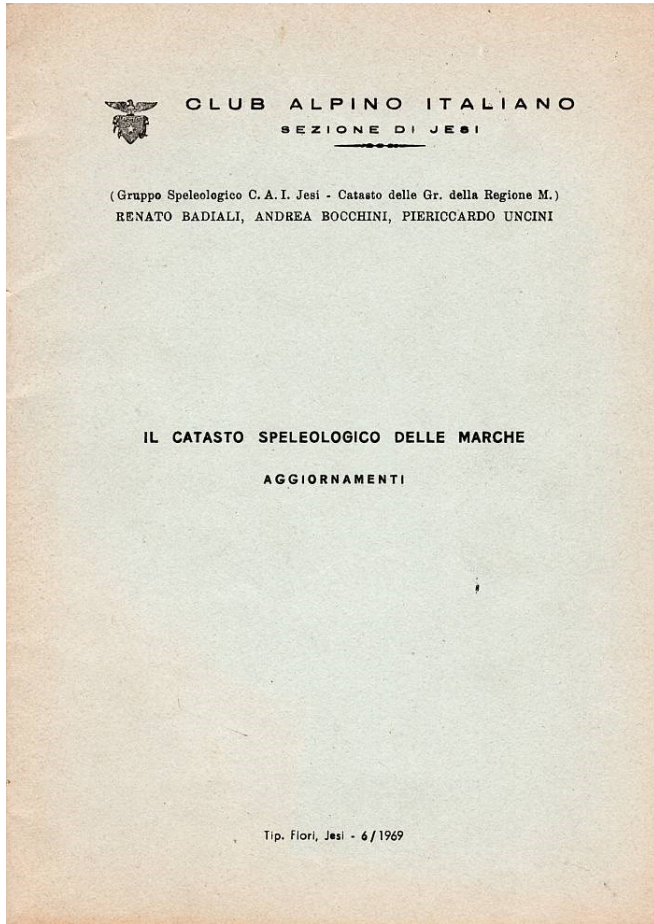 CLUB ALPINO ITALIANO
SEZIONE DI JESI
(Gruppo Speleologico C. A. I. Jesi - Catasto delle Gr. della Regione M.)
RENATO BADIALI, ANDREA BOCCHINI, PIERICCARDO UNCINI
IL CATASTO SPELEOLOGICO DELLE MARCHE
AGGIORNAMENTI
Tip. Flori, Jesi - 6/1969